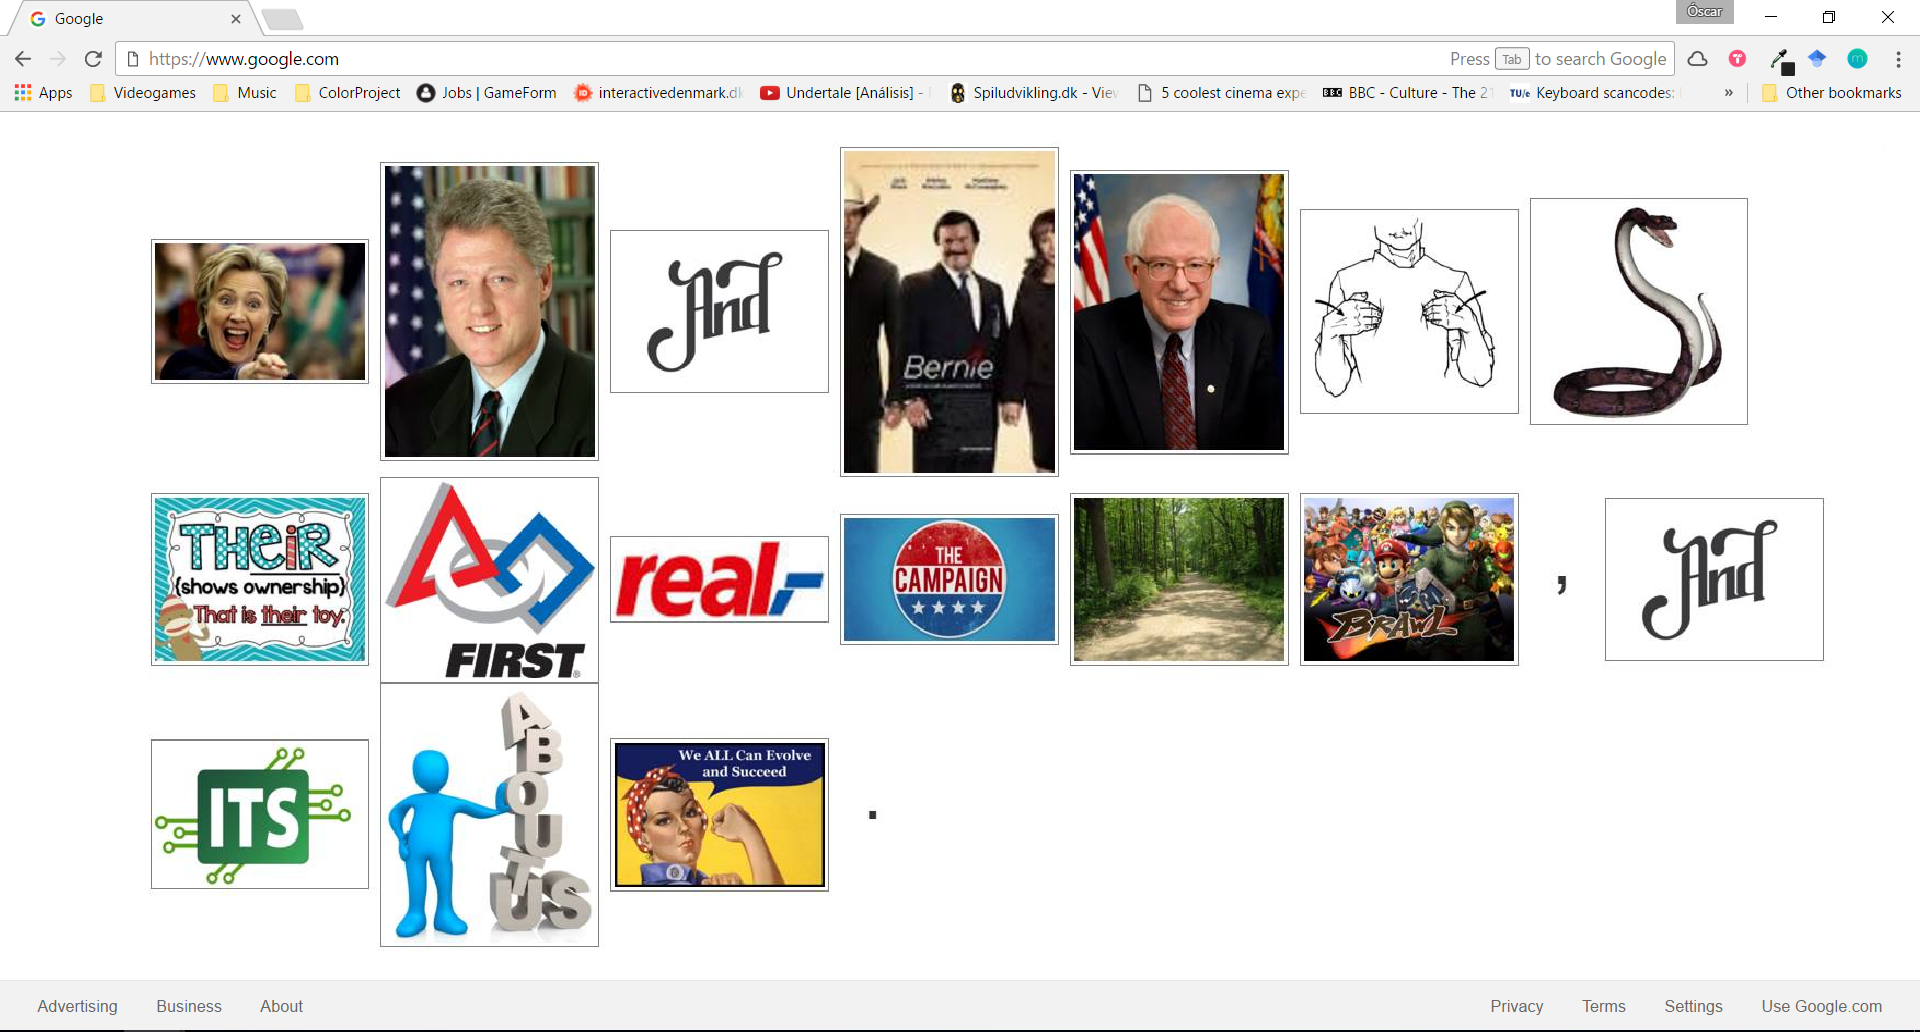 Google
Óscar
https://www.google.com
Press Tab to search Google
Apps
Videogames
Music
ColorProject
Jobs | GameForm
interactivedenmark.dk
Undertale [Análisis] -
Spiludvikling.dk - View
5 coolest cinema expe
BBC
BBC - Culture - The 21
TU/e
Keyboard scancodes:
»
Other bookmarks
And
Bernie
THEiR
(shows ownership)
That is their toy.
FIRST®
real,-
THE
CAMPAIGN
BRAWL
,
And
ITS
ABOUT US
We ALL Can Evolve
and Succeed
.
Advertising
Business
About
Privacy
Terms
Settings
Use Google.com